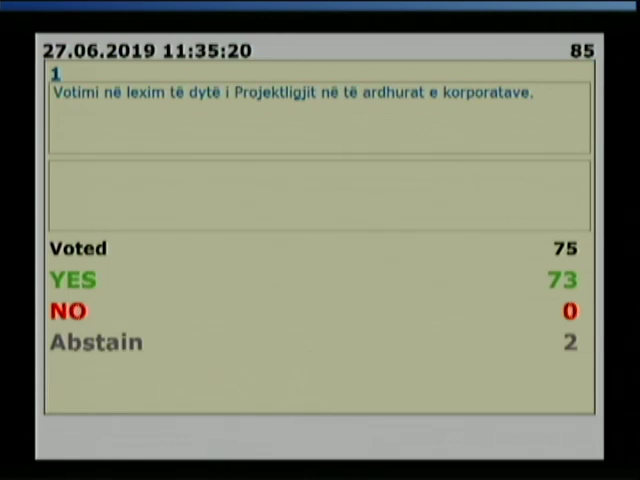 27.06.2019 11:35:20 85
1
Votimi në lexim të dytë i Projektligjit në të ardhurat e korporatave.
Voted 75
YES 73
NO 0
Abstain 2